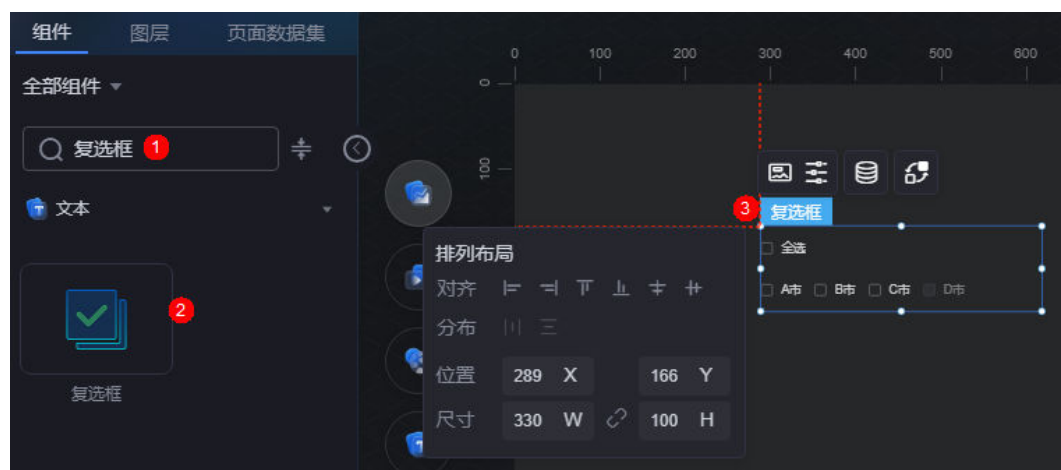 组件 图层 页面数据集
全部组件
复选框 1
文本
2
复选框
0 100 200 300 400 500 600
0
100
3 复选框
全选
A市 B市 C市 D市
排列布局
对齐
分布
位置 289 X 166 Y
尺寸 330 W 100 H